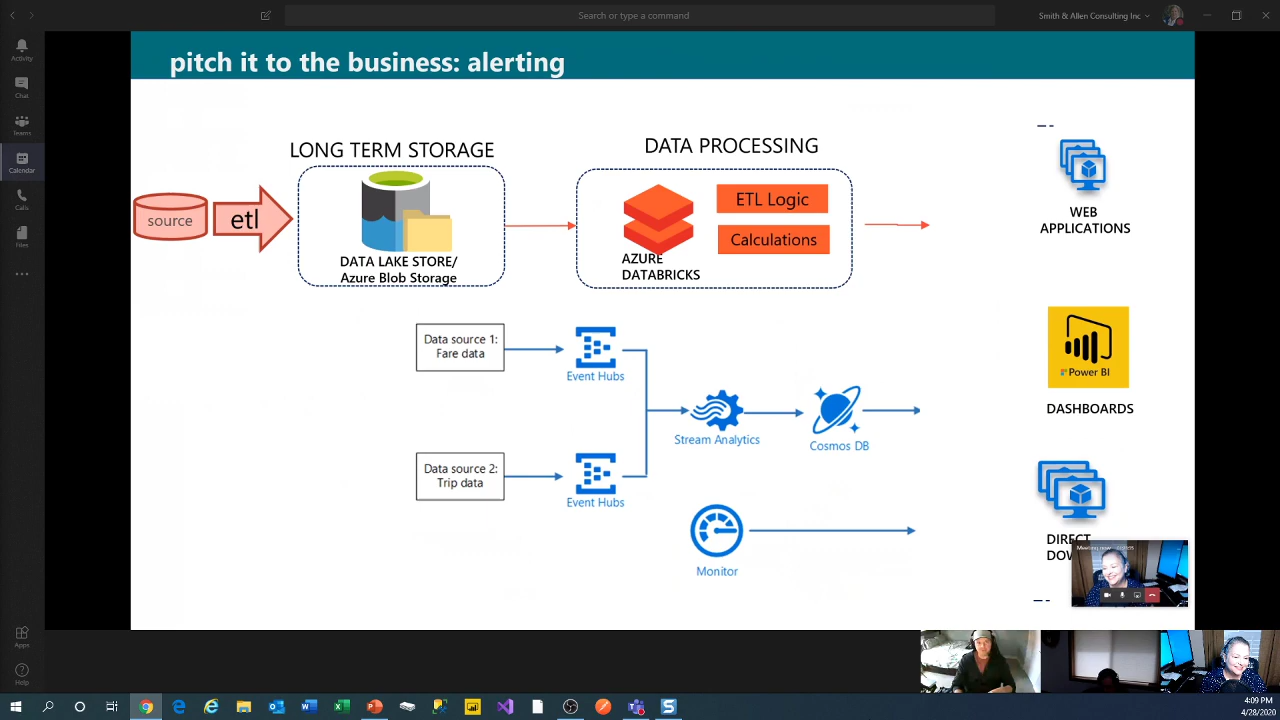 Search or type a command
Smith & Allen Consulting Inc
Activity
Chat
Teams
Calendar
Calls
Files
Apps
Help
pitch it to the business: alerting
LONG TERM STORAGE
DATA PROCESSING
source
etl
DATA LAKE STORE/
Azure Blob Storage
AZURE
DATABRICKS
ETL Logic
Calculations
WEB
APPLICATIONS
Data source 1:
Fare data
Event Hubs
Stream Analytics
Cosmos DB
Power BI
DASHBOARDS
Data source 2:
Trip data
Event Hubs
Monitor
DIRECT
Meeting now
4:09 PM
4/28/2020